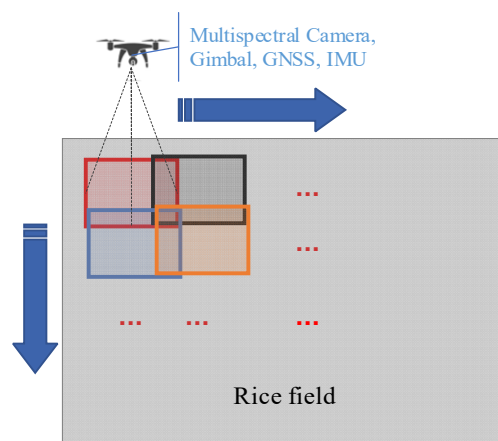 Multispectral Camera,
Gimbal, GNSS, IMU
...
...
... ... ...
Rice field